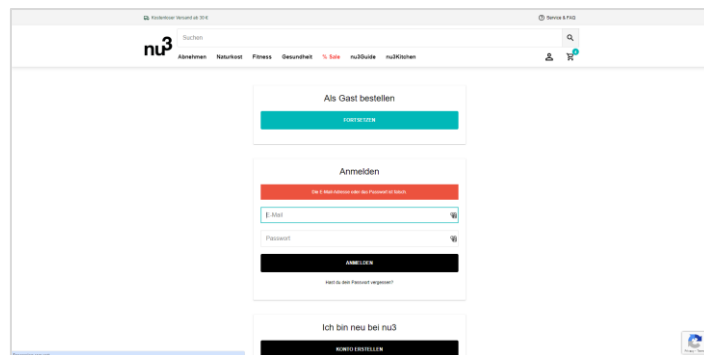 Kostenloser Versand ab 30 €
Service & FAQ
nu3
Suchen
Abnehmen Naturkost Fitness Gesundheit % Sale nu3Guide nu3Kitchen
Als Gast bestellen
FORTSETZEN
Anmelden
Die E-Mail-Adresse oder das Passwort ist falsch
E-Mail
Passwort
ANMELDEN
Hast du dein Passwort vergessen?
Ich bin neu bei nu3
KONTO ERSTELLEN